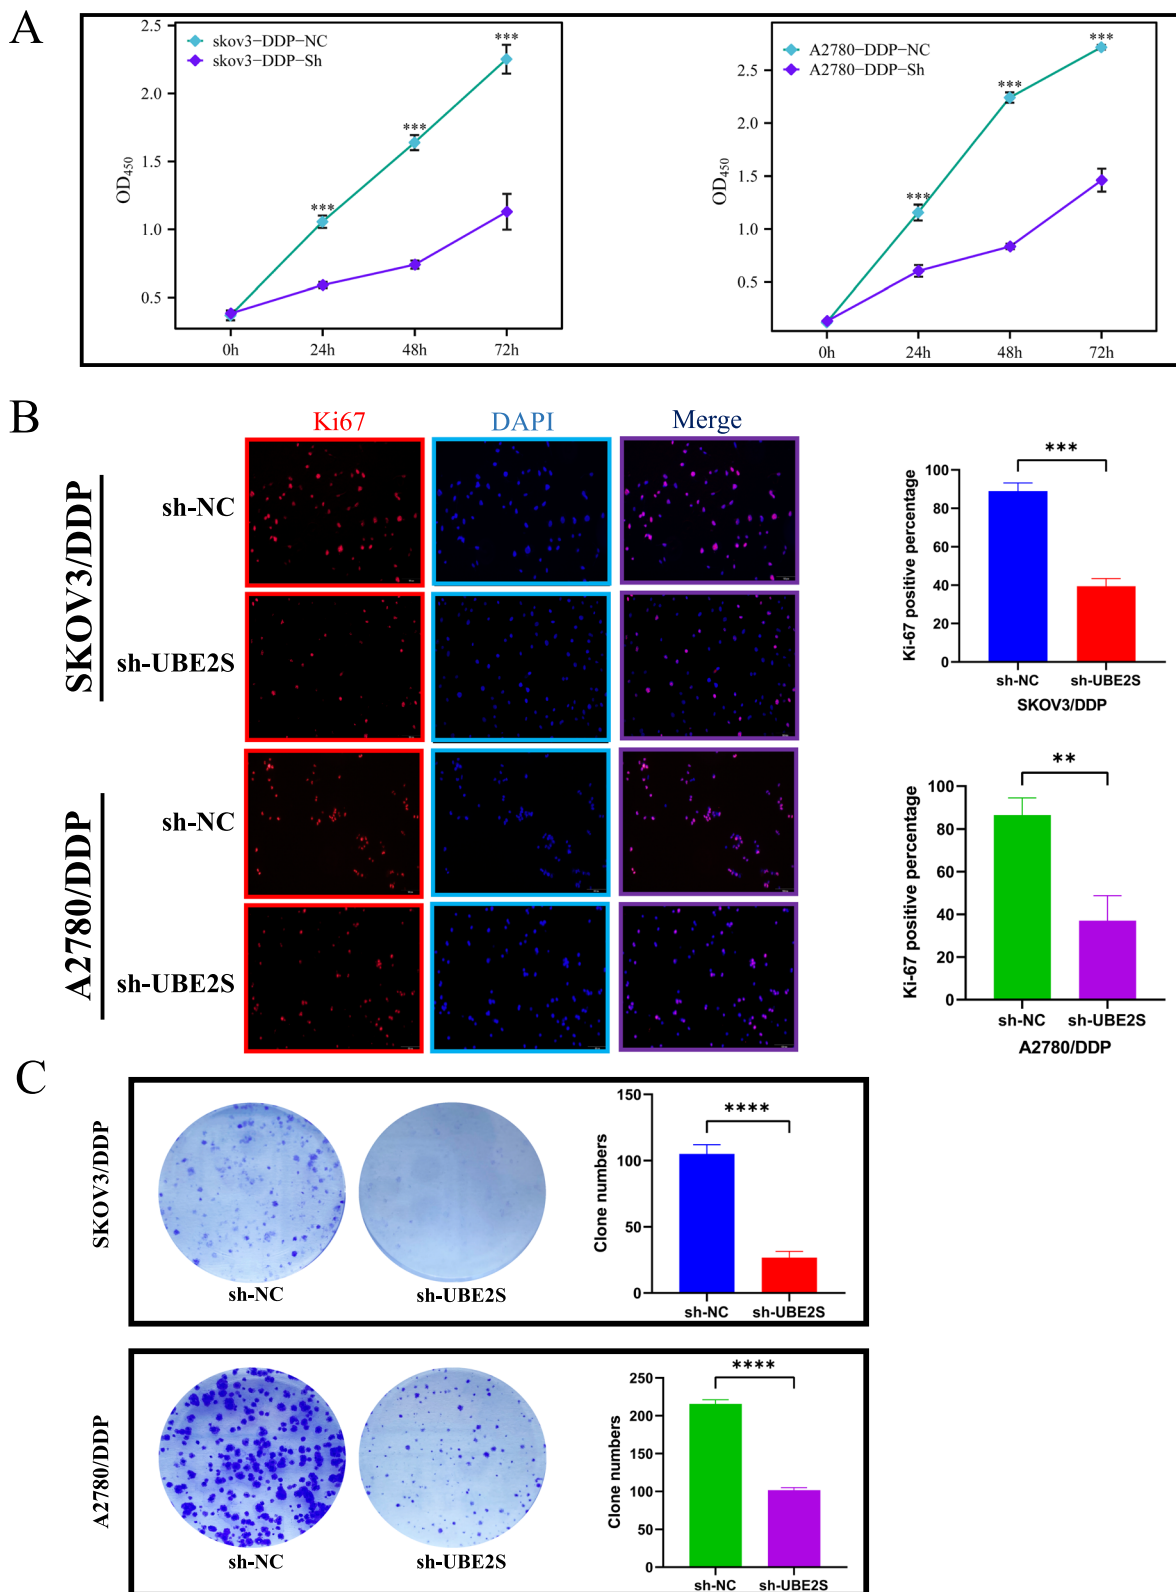 A
skov3−DDP−NC
skov3−DDP−Sh
OD450
2.5
2.0
1.5
1.0
0.5
***
***
***
0h
24h
48h
72h
A2780−DDP−NC
A2780−DDP−Sh
OD450
2.5
2.0
1.5
1.0
0.5
***
***
***
0h
24h
48h
72h
B
Ki67
DAPI
Merge
SKOV3/DDP
sh-NC
sh-UBE2S
A2780/DDP
sh-NC
sh-UBE2S
Ki-67 positive percentage
100
80
60
40
20
0
***
sh-NC
sh-UBE2S
SKOV3/DDP
Ki-67 positive percentage
100
80
60
40
20
0
**
sh-NC
sh-UBE2S
A2780/DDP
C
SKOV3/DDP
sh-NC
sh-UBE2S
Clone numbers
150
100
50
0
****
sh-NC
sh-UBE2S
A2780/DDP
sh-NC
sh-UBE2S
Clone numbers
250
200
150
100
50
0
****
sh-NC
sh-UBE2S